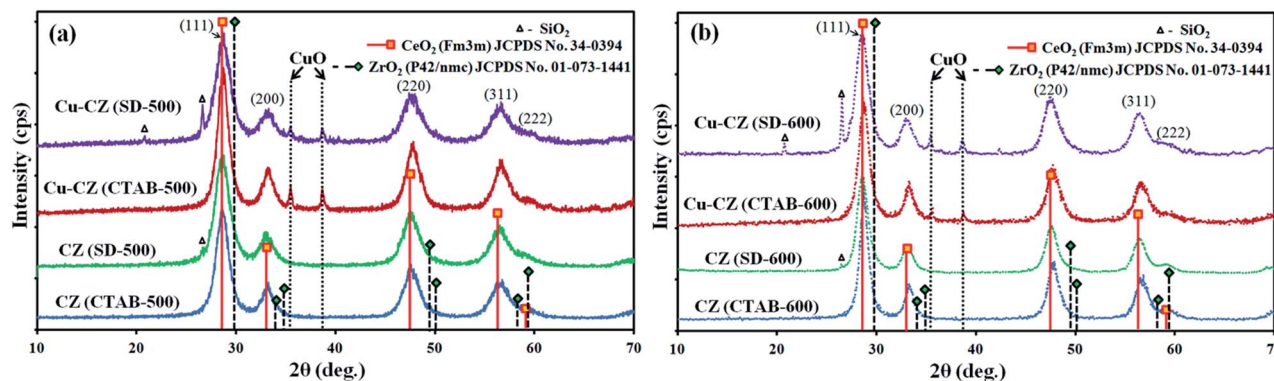 (a)
(111)
△ - SiO₂
CeO₂ (Fm3m) JCPDS No. 34-0394
CuO
ZrO₂ (P42/nmc) JCPDS No. 01-073-1441
Cu-CZ (SD-500)
(200)
(220)
(311)
(222)
Cu-CZ (CTAB-500)
CZ (SD-500)
CZ (CTAB-500)
Intensity (cps)
10 20 30 40 50 60 70
2θ (deg.)
(b)
(111)
△ - SiO₂
CeO₂ (Fm3m) JCPDS No. 34-0394
CuO
ZrO₂ (P42/nmc) JCPDS No. 01-073-1441
Cu-CZ (SD-600)
(200)
(220)
(311)
(222)
Cu-CZ (CTAB-600)
CZ (SD-600)
CZ (CTAB-600)
Intensity (cps)
10 20 30 40 50 60 70
2θ (deg.)